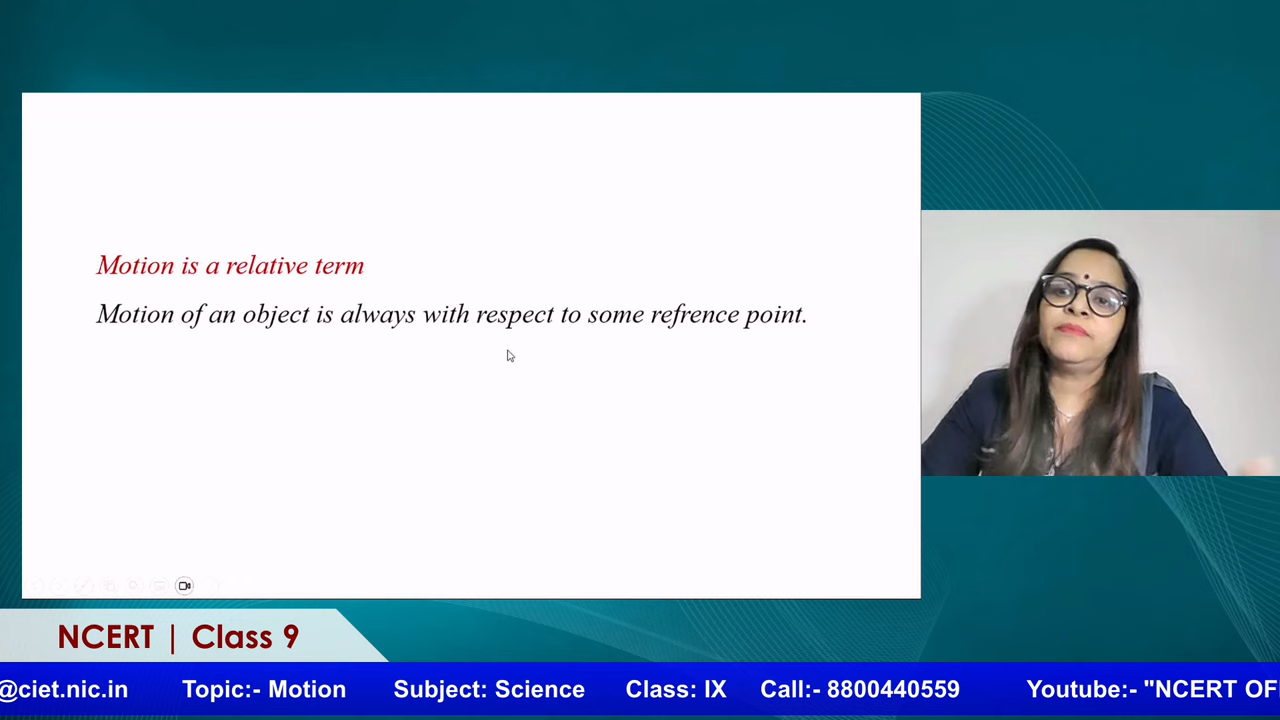 Motion is a relative term
Motion of an object is always with respect to some refrence point.
NCERT | Class 9
@ciet.nic.in Topic:- Motion Subject: Science Class: IX Call:- 8800440559 Youtube:- "NCERT OF